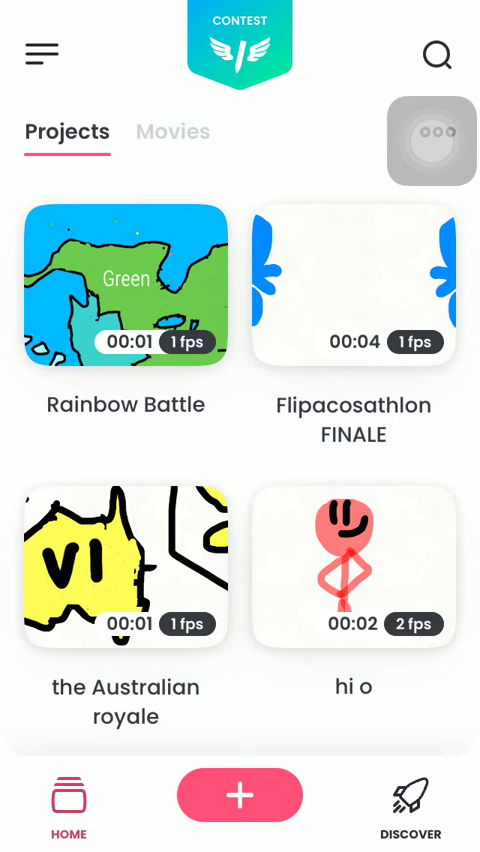 CONTEST
Projects Movies
Green
00:01 1 fps
00:04 1 fps
Rainbow Battle
Flipacosathlon
FINALE
VI
00:01 1 fps
00:02 2 fps
the Australian
royale
hi o
HOME
DISCOVER